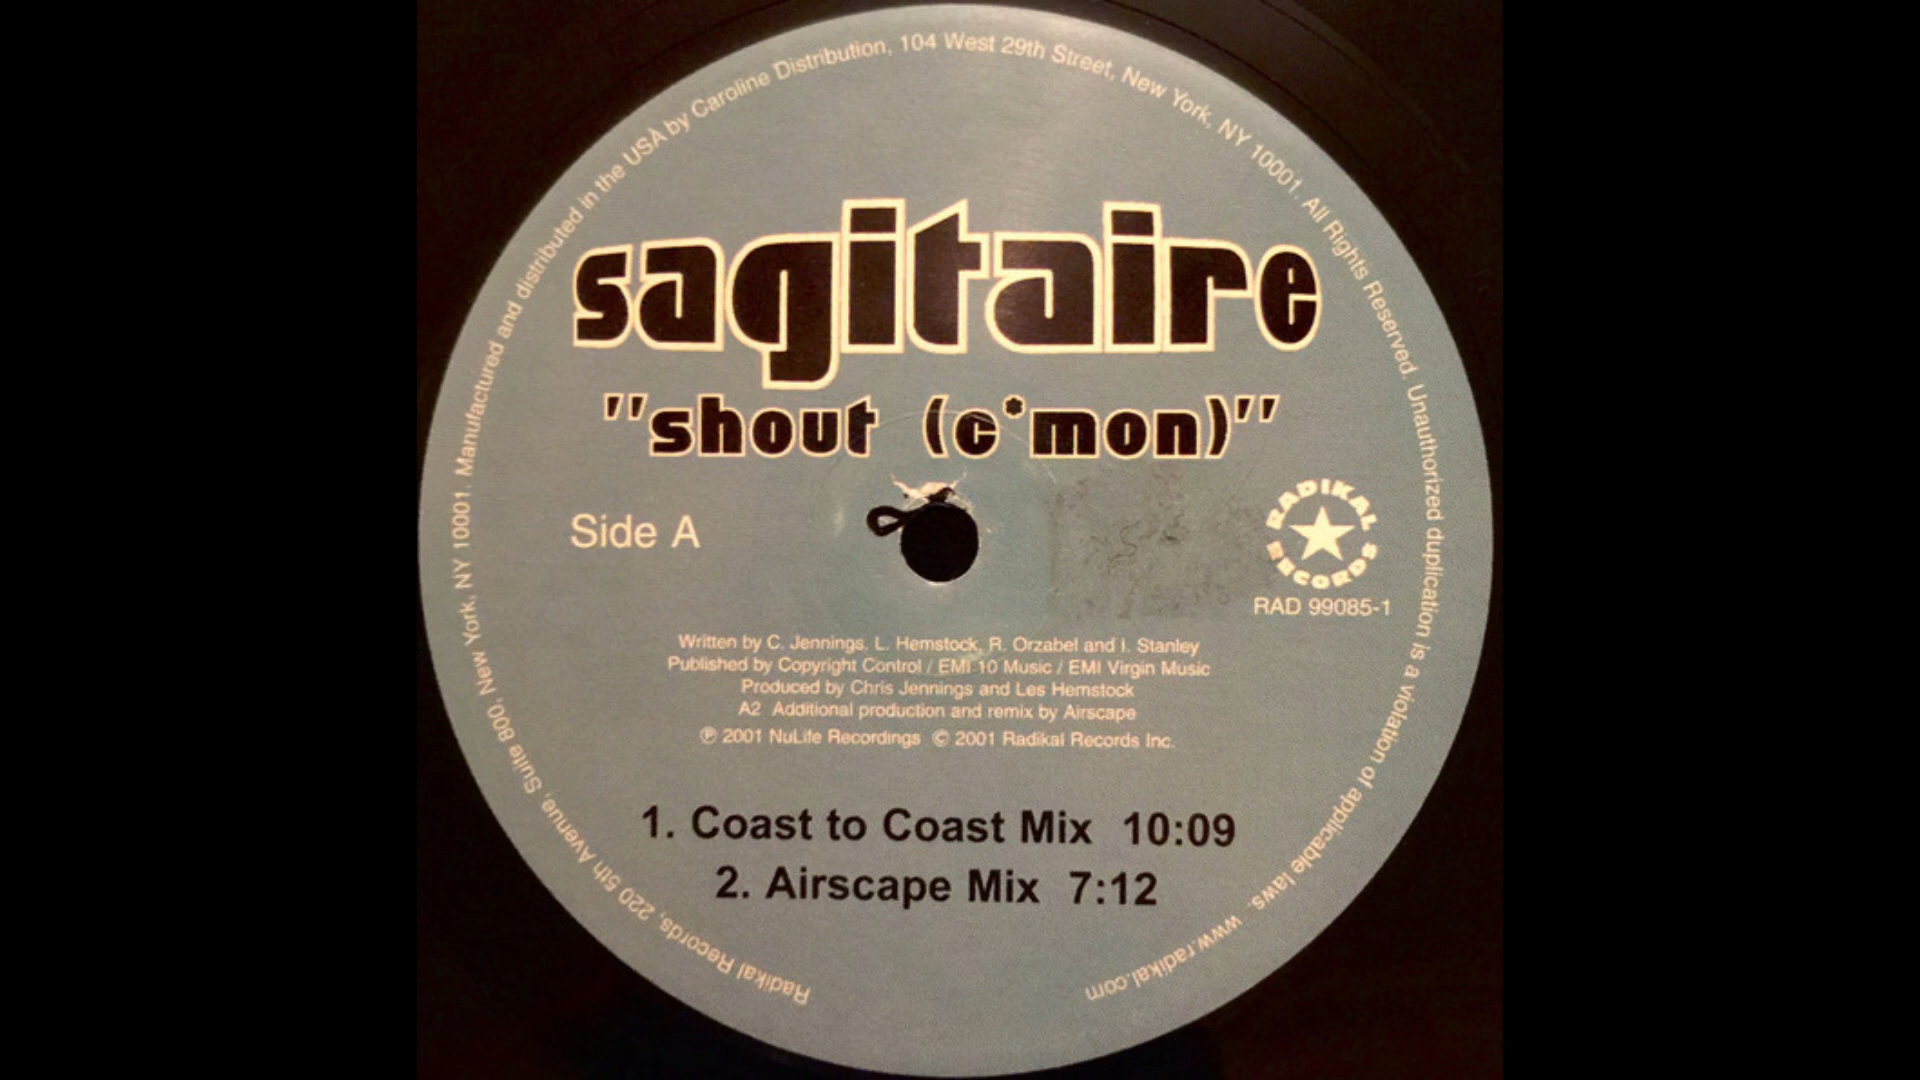 Radikal Records, 220 5th Avenue, Suite 800, New York, NY 10001. Manufactured and distributed in the USA by Caroline Distribution, 104 West 29th Street, New York, NY 10001. All Rights Reserved. Unauthorized duplication is a violation of applicable laws. www.radikal.com
sagitaire
"shout (c'mon)"
Side A
RADIKAL
RECORDS
RAD 99085-1
Written by C. Jennings, L. Hemstock, R. Orzabel and I. Stanley
Published by Copyright Control / EMI 10 Music / EMI Virgin Music
Produced by Chris Jennings and Les Hemstock
A2 Additional production and remix by Airscape
℗ 2001 NuLife Recordings © 2001 Radikal Records Inc.
1. Coast to Coast Mix 10:09
2. Airscape Mix 7:12